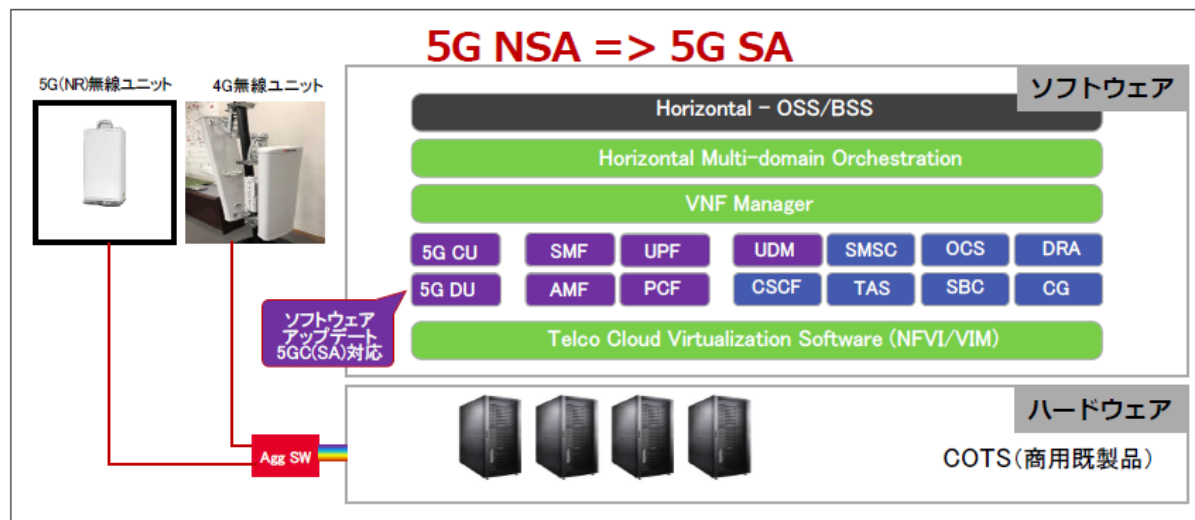 5G NSA => 5G SA
5G(NR)無線ユニット
4G無線ユニット
ソフトウェア
Horizontal - OSS/BSS
Horizontal Multi-domain Orchestration
VNF Manager
5G CU
SMF
UPF
UDM
SMSC
OCS
DRA
5G DU
AMF
PCF
CSCF
TAS
SBC
CG
ソフトウェア
アップデート
5GC(SA)対応
Telco Cloud Virtualization Software (NFVI/VIM)
ハードウェア
Agg SW
COTS(商用既製品)